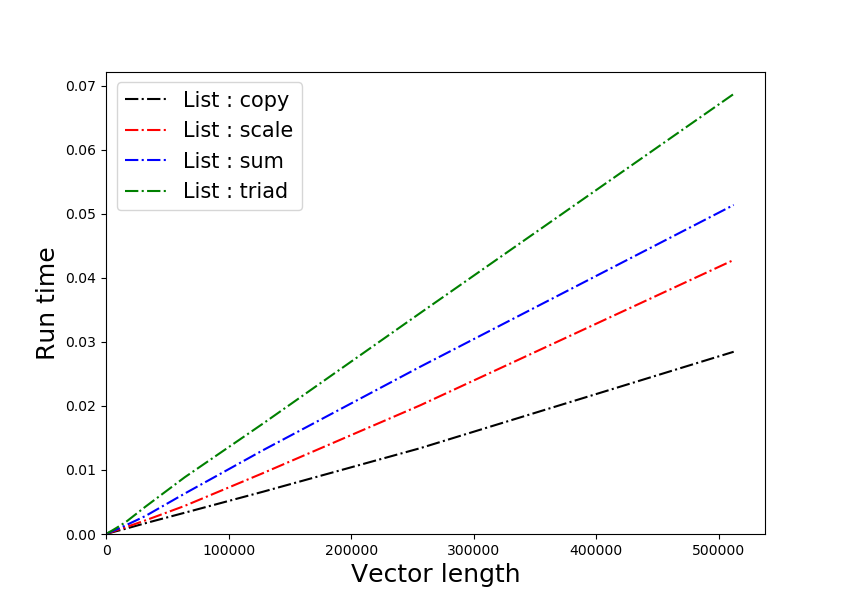 0.07
0.06
0.05
0.04
0.03
0.02
0.01
0.00
Run time
List : copy
List : scale
List : sum
List : triad
0 100000 200000 300000 400000 500000
Vector length